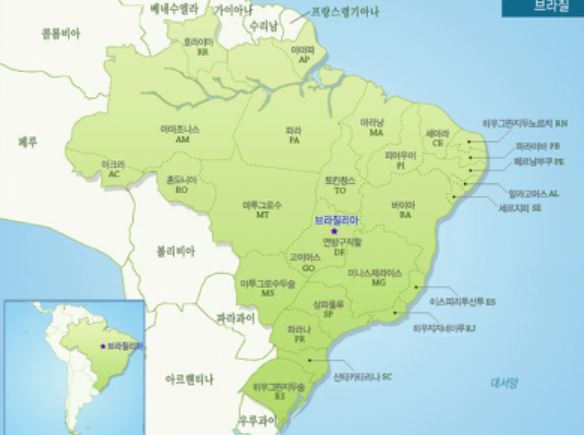 브라질
베네수엘라
가이아나
수리남
프랑스령기아나
콜롬비아
호라이마
RR
아마파
AP
페루
아마조나스
AM
파라
PA
마라냥
MA
세아라
CE
히우그란지두노르치 RN
파라이바 PB
페르남부쿠 PE
피아우이
PI
아크리
AC
혼도니아
RO
토칸칭스
TO
알라고아스 AL
세르지피 SE
마투그로수
MT
바이아
BA
브라질리아
연방구직할
DF
고이아스
GO
볼리비아
미나스제라이스
MG
마투그로수두술
MS
이스피리투산투 ES
상파울루
SP
히우지자네이루 RJ
파라과이
파라나
PR
브라질리아
산타카타리나 SC
아르헨티나
히우그란지두술
RS
대서양
우루과이